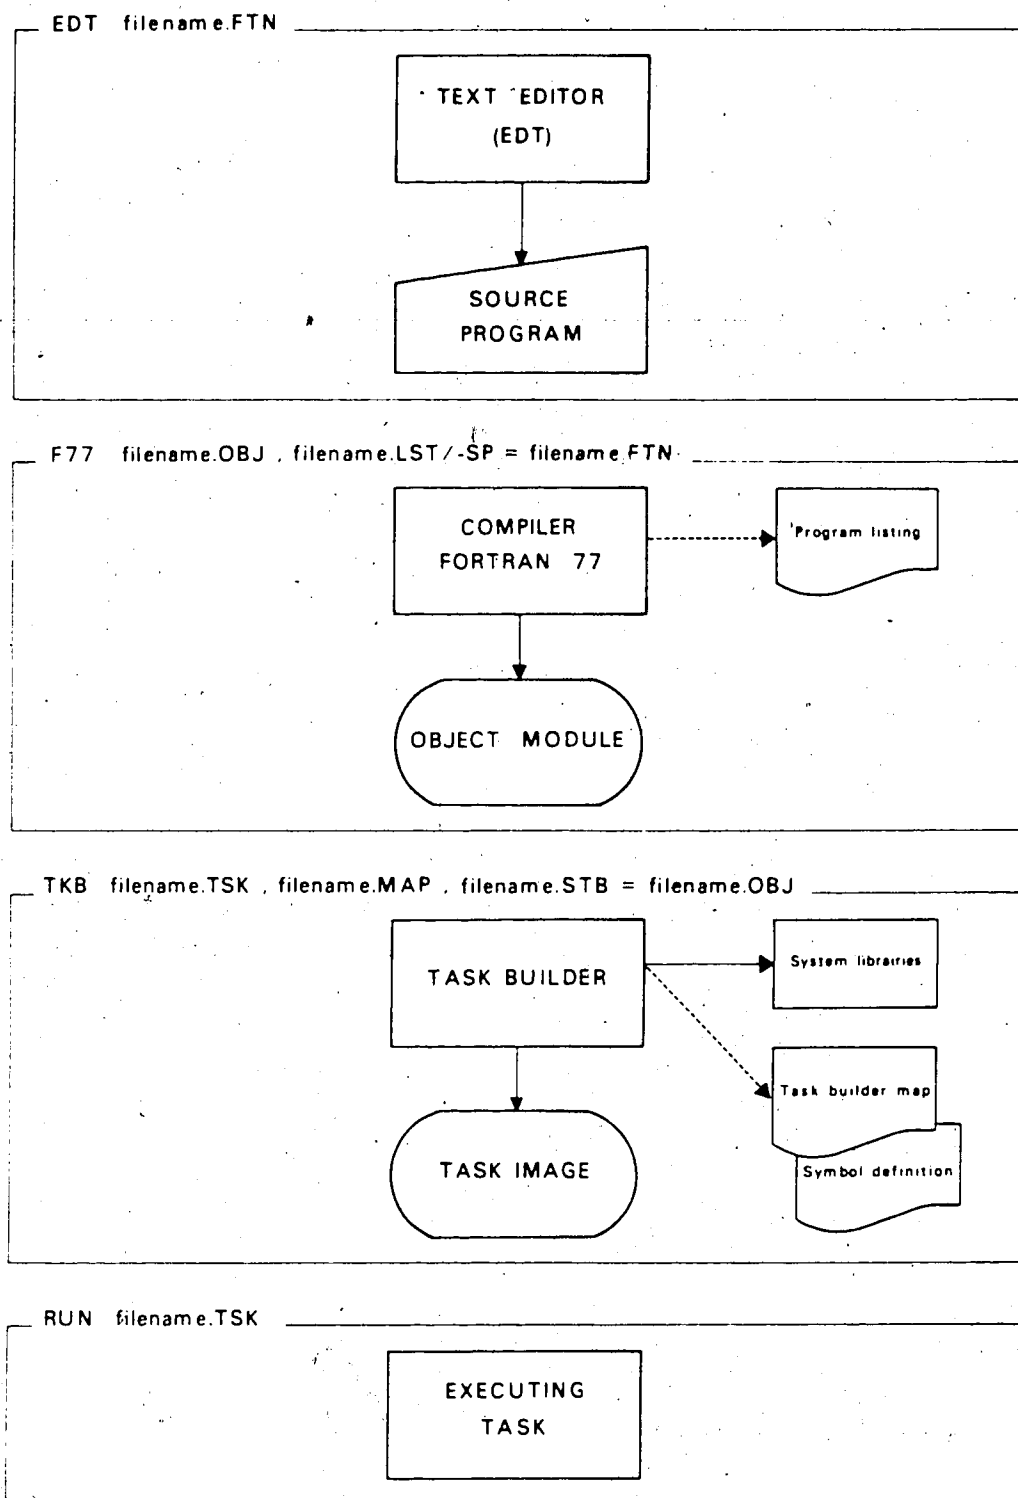 EDT filename.FTN
TEXT EDITOR
(EDT)
SOURCE
PROGRAM
F77 filename.OBJ , filename.LST/-SP = filename.FTN
COMPILER
FORTRAN 77
Program listing
OBJECT MODULE
TKB filename.TSK , filename.MAP , filename.STB = filename.OBJ
TASK BUILDER
System librairies
Task builder map
Symbol definition
TASK IMAGE
RUN filename.TSK
EXECUTING
TASK